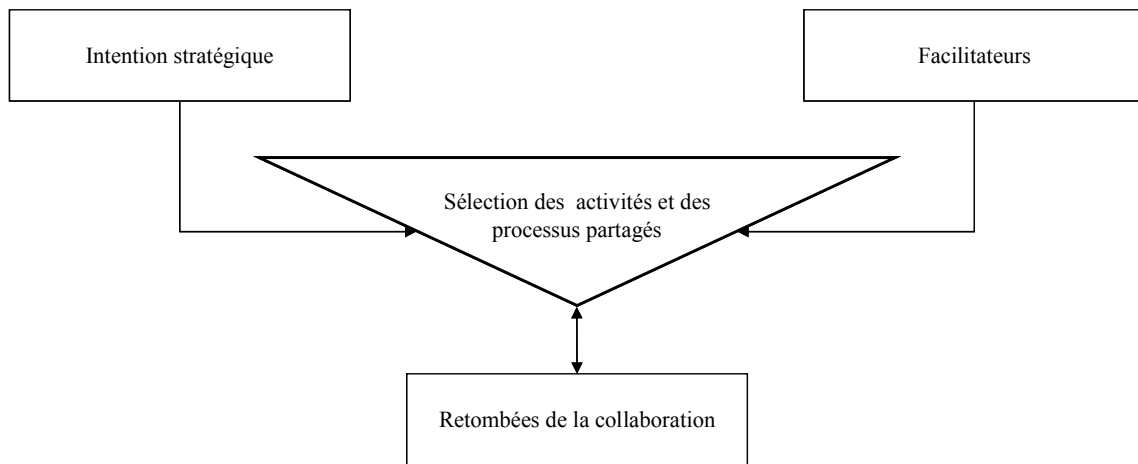 Intention stratégique
Facilitateurs
Sélection des activités et des
processus partagés
Retombées de la collaboration